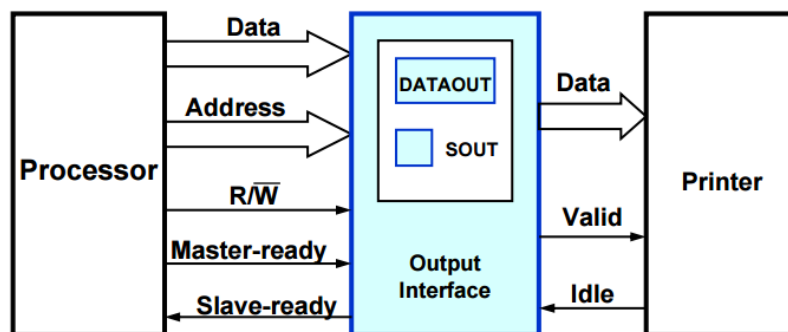 Processor
Data
Address
R/W̅
Master-ready
Slave-ready
DATAOUT
SOUT
Output
Interface
Data
Valid
Idle
Printer